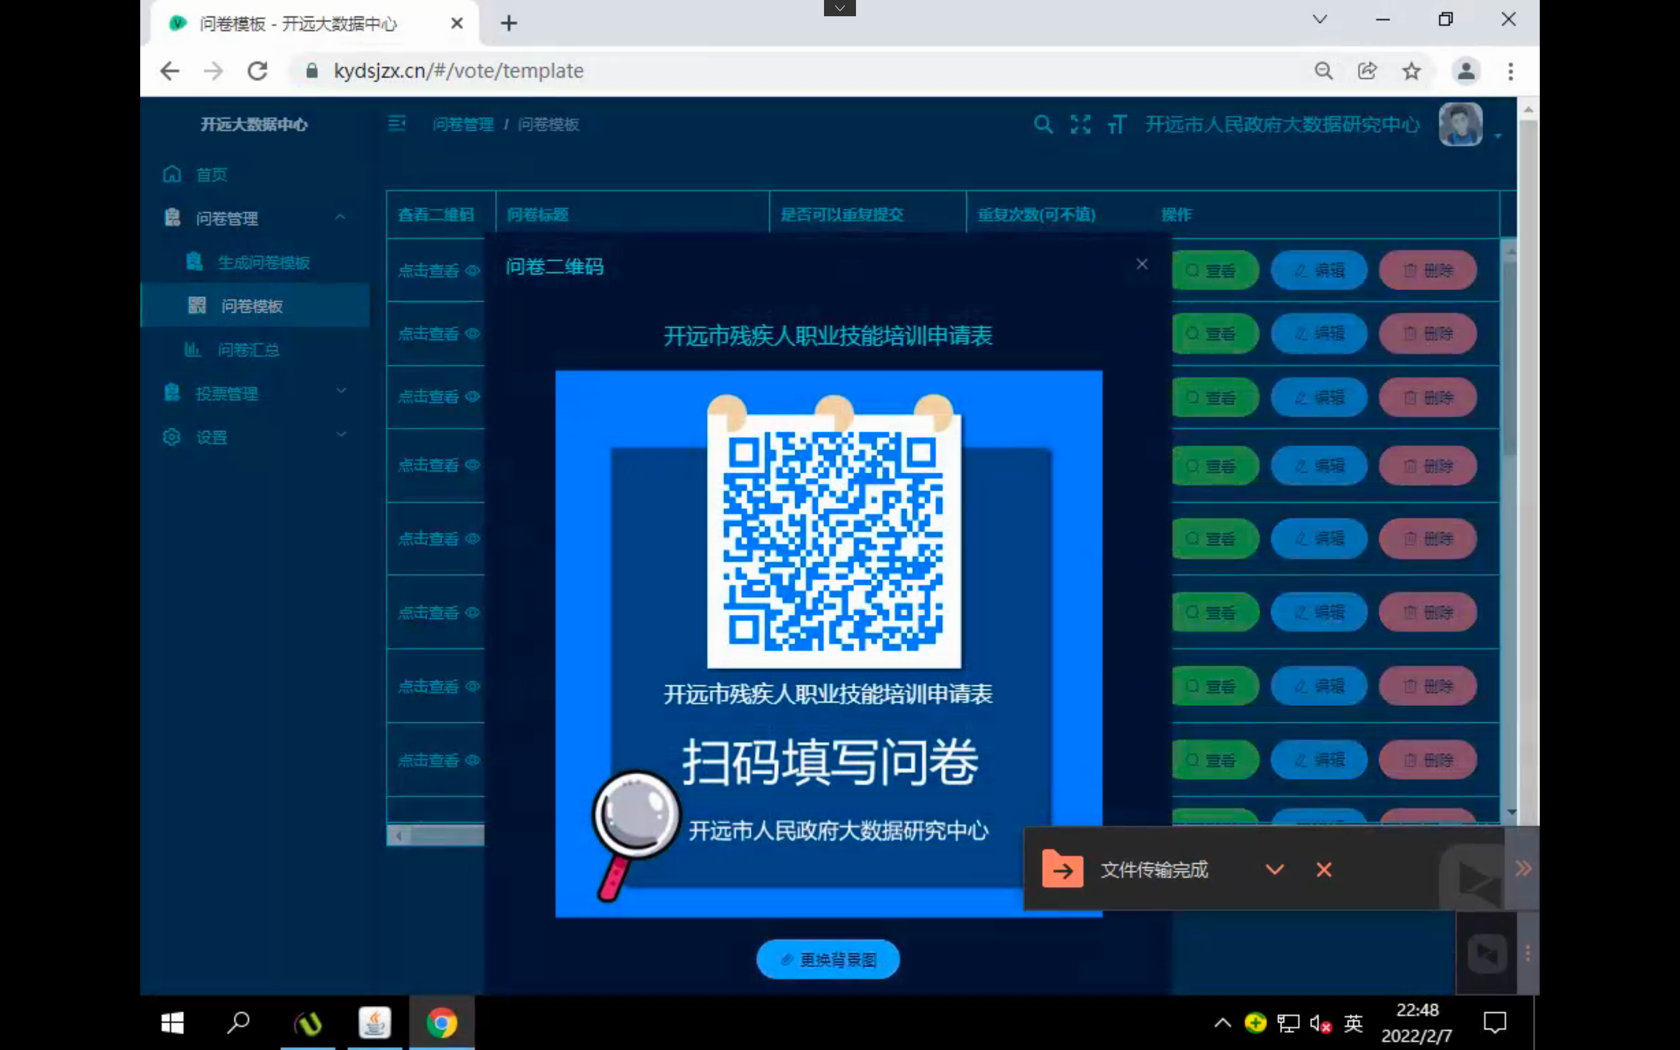 问卷模板 - 开远大数据中心
kydsjzx.cn/#/vote/template
开远大数据中心
问卷管理 / 问卷模板
开远市人民政府大数据研究中心
首页
问卷管理
生成问卷模板
问卷模板
问卷汇总
投票管理
设置
查看二维码 问卷标题 是否可以重复提交 重复次数(可不填) 操作
点击查看 查看 编辑 删除
点击查看 查看 编辑 删除
点击查看 查看 编辑 删除
点击查看 查看 编辑 删除
点击查看 查看 编辑 删除
点击查看 查看 编辑 删除
点击查看 查看 编辑 删除
点击查看 查看 编辑 删除
问卷二维码
开远市残疾人职业技能培训申请表
开远市残疾人职业技能培训申请表
扫码填写问卷
开远市人民政府大数据研究中心
更换背景图
文件传输完成
英
22:48
2022/2/7